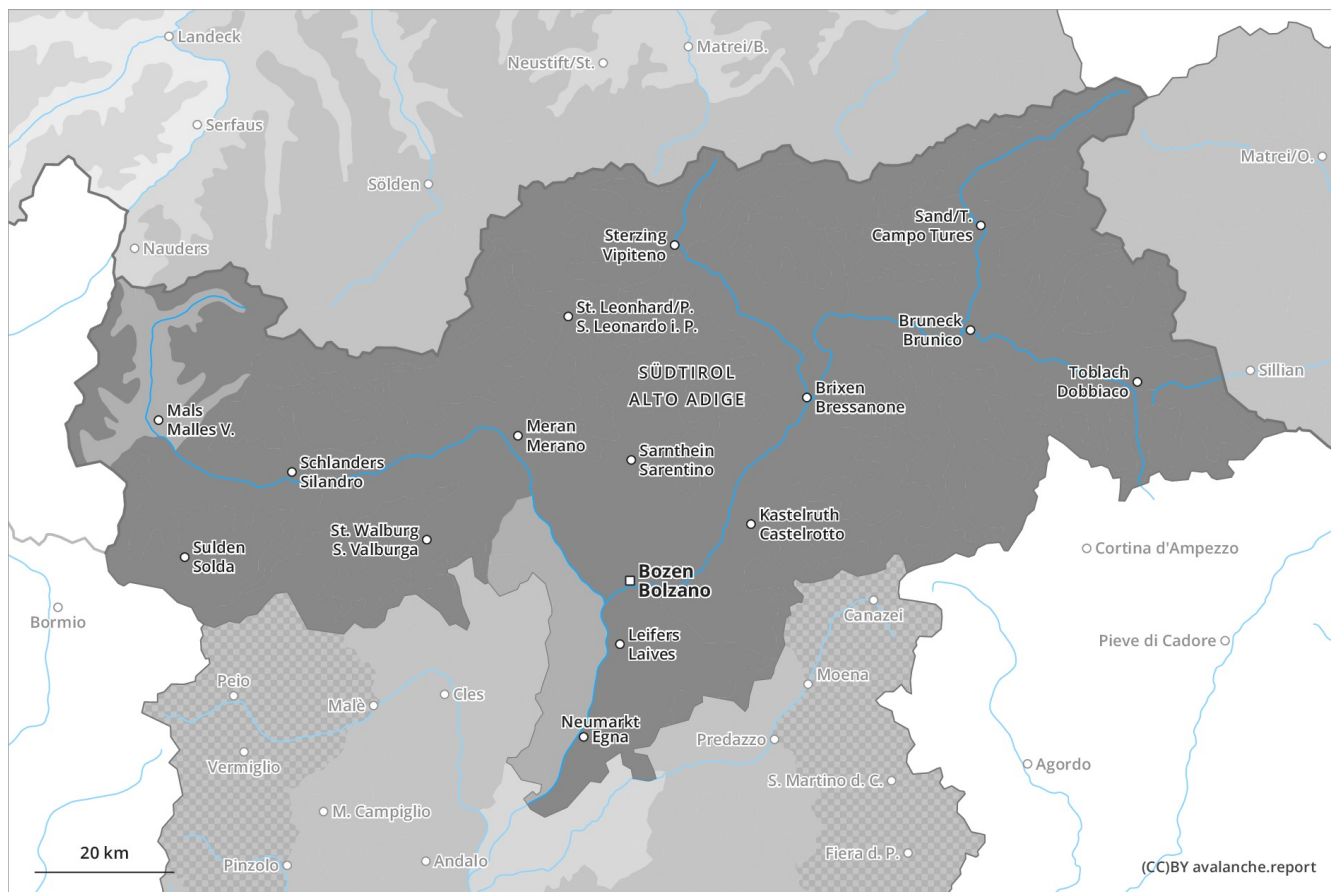 Landeck
Matrei/B.
Neustift/St.
Serfaus
Matrei/O.
Sölden
Sand/T.
Campo Tures
Sterzing
Vipiteno
Nauders
St. Leonhard/P.
S. Leonardo i. P.
Bruneck
Brunico
SÜDTIROL
ALTO ADIGE
Toblach
Dobbiaco
Sillian
Brixen
Bressanone
Mals
Malles V.
Meran
Merano
Sarnthein
Sarentino
Schlanders
Silandro
Kastelruth
Castelrotto
St. Walburg
S. Valburga
Sulden
Solda
Cortina d'Ampezzo
Bozen
Bolzano
Bormio
Canazei
Leifers
Laives
Pieve di Cadore
Peio
Moena
Malè
Cles
Neumarkt
Egna
Predazzo
Vermiglio
Agordo
S. Martino d. C.
M. Campiglio
20 km
Pinzolo
Andalo
Fiera d. P.
(CC)BY avalanche.report